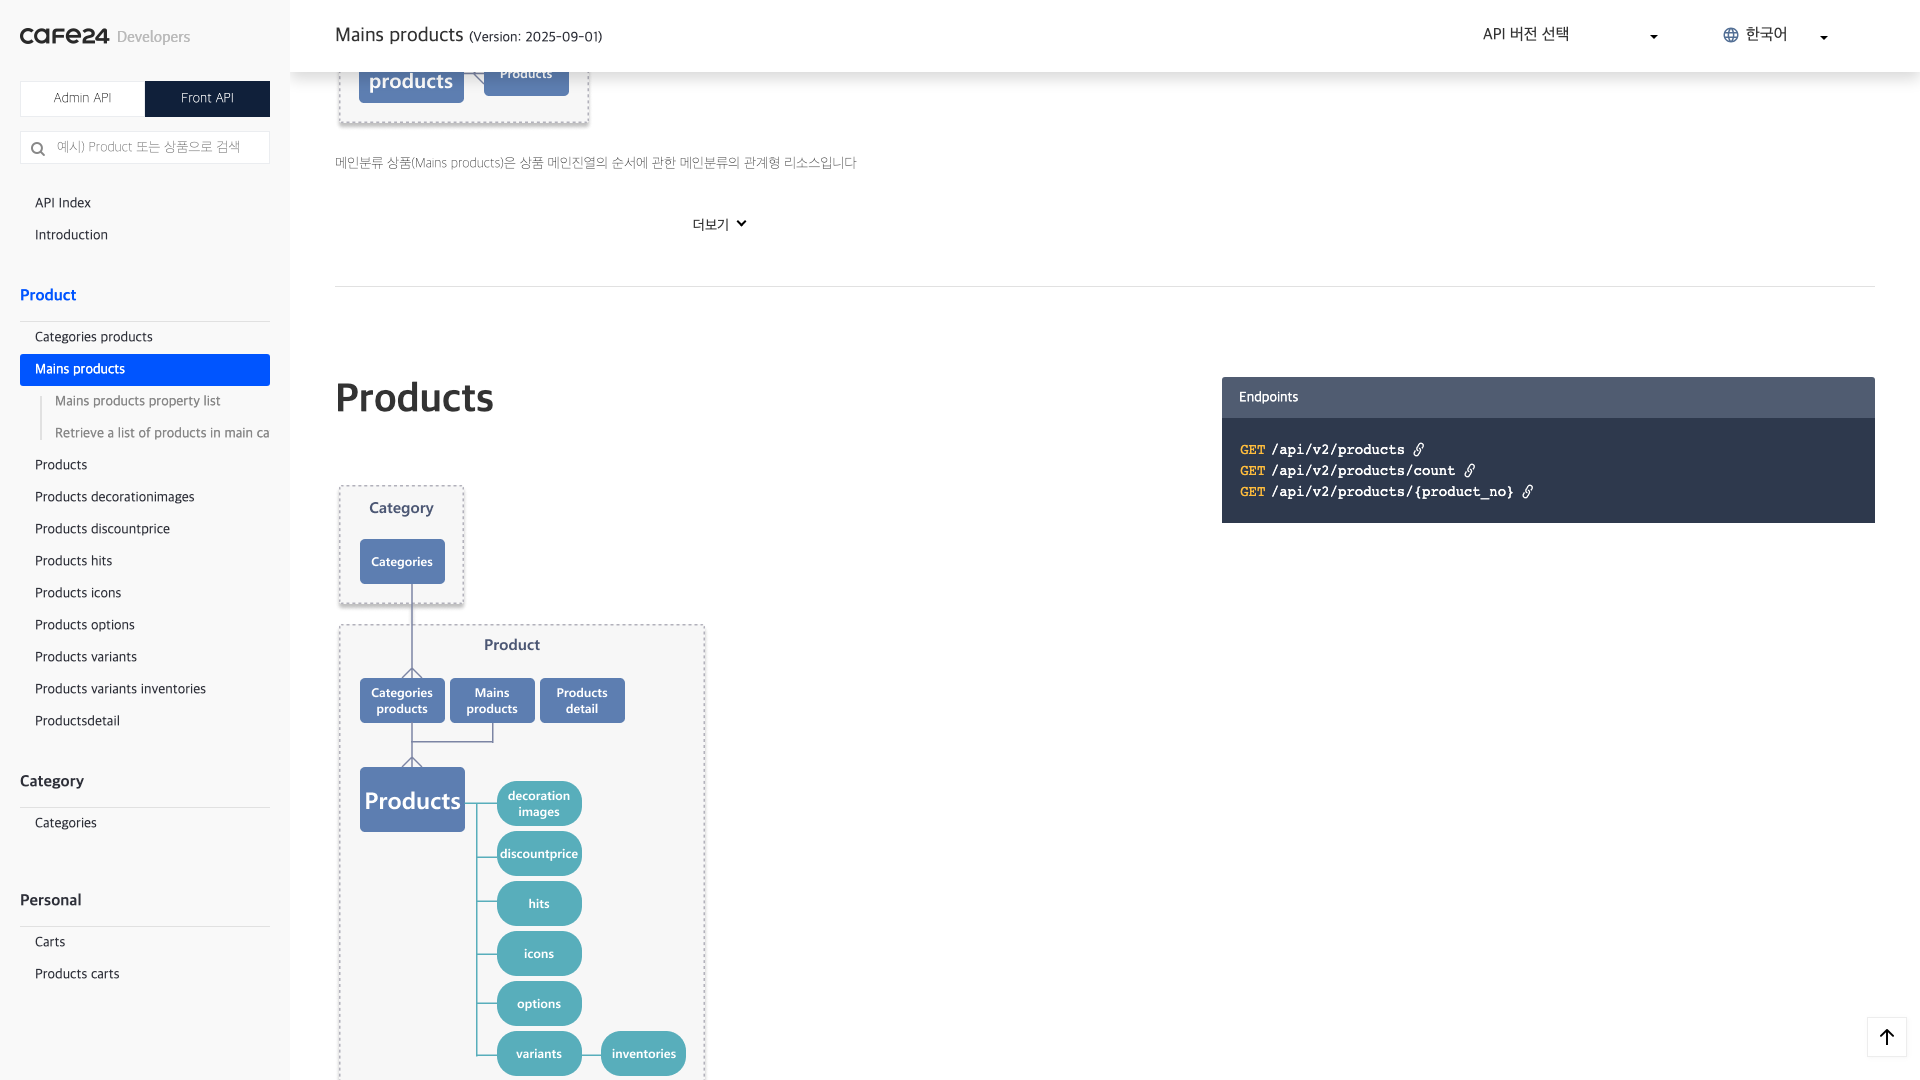 cafe24 Developers
Admin API
Front API
예시) Product 또는 상품으로 검색
API Index
Introduction
Product
Categories products
Mains products
Mains products property list
Retrieve a list of products in main ca
Products
Products decorationimages
Products discountprice
Products hits
Products icons
Products options
Products variants
Products variants inventories
Productsdetail
Category
Categories
Personal
Carts
Products carts
Mains products (Version: 2025-09-01)
API 버전 선택
한국어
products
Products
메인분류 상품(Mains products)은 상품 메인진열의 순서에 관한 메인분류의 관계형 리소스입니다
더보기
Products
Endpoints
GET /api/v2/products
GET /api/v2/products/count
GET /api/v2/products/{product_no}
Category
Categories
Product
Categories
products
Mains
products
Products
detail
Products
decoration
images
discountprice
hits
icons
options
variants
inventories